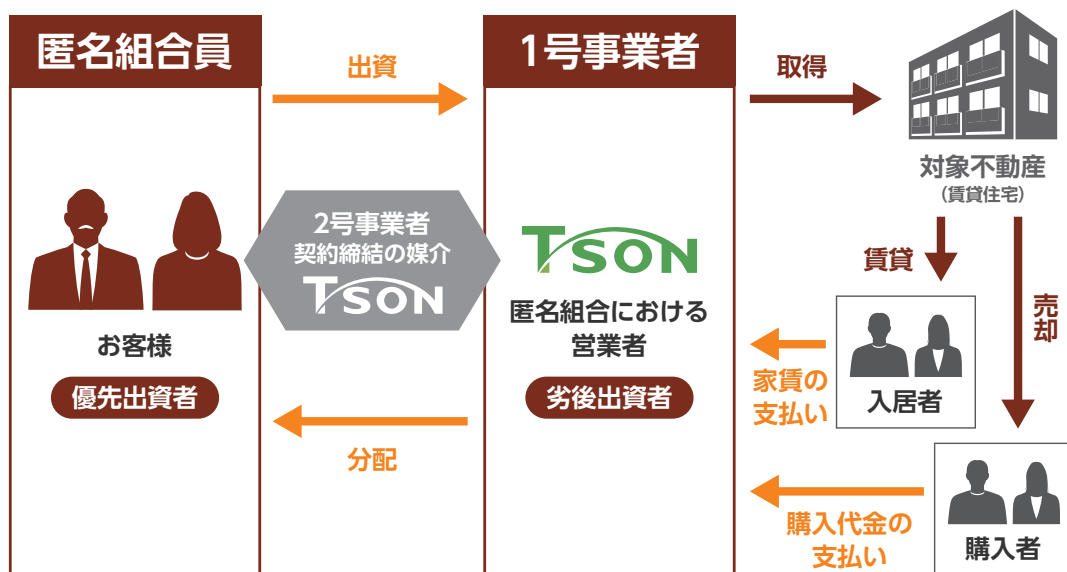 匿名組合員
出資
1号事業者
取得
対象不動産
(賃貸住宅)
2号事業者
契約締結の媒介
TSON
TSON
匿名組合における
営業者
お客様
優先出資者
劣後出資者
分配
賃貸
売却
入居者
家賃の
支払い
購入者
購入代金の
支払い